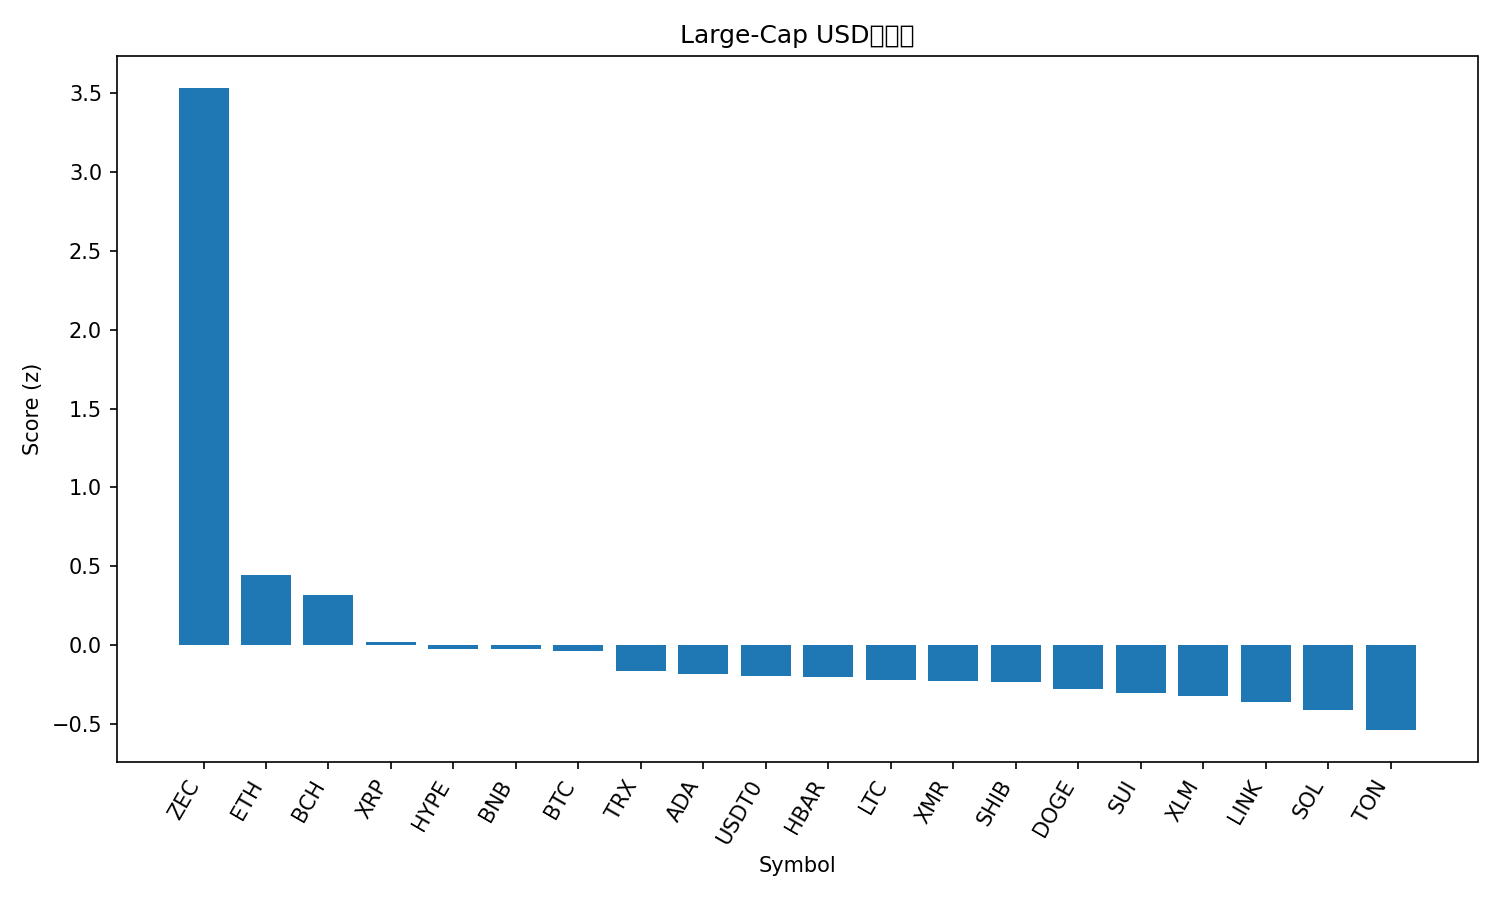 Large-Cap USD
3.5
3.0
2.5
2.0
1.5
1.0
0.5
0.0
−0.5
Score (z)
ZEC
ETH
BCH
XRP
HYPE
BNB
BTC
TRX
ADA
USDT0
HBAR
LTC
XMR
SHIB
DOGE
SUI
XLM
LINK
SOL
TON
Symbol